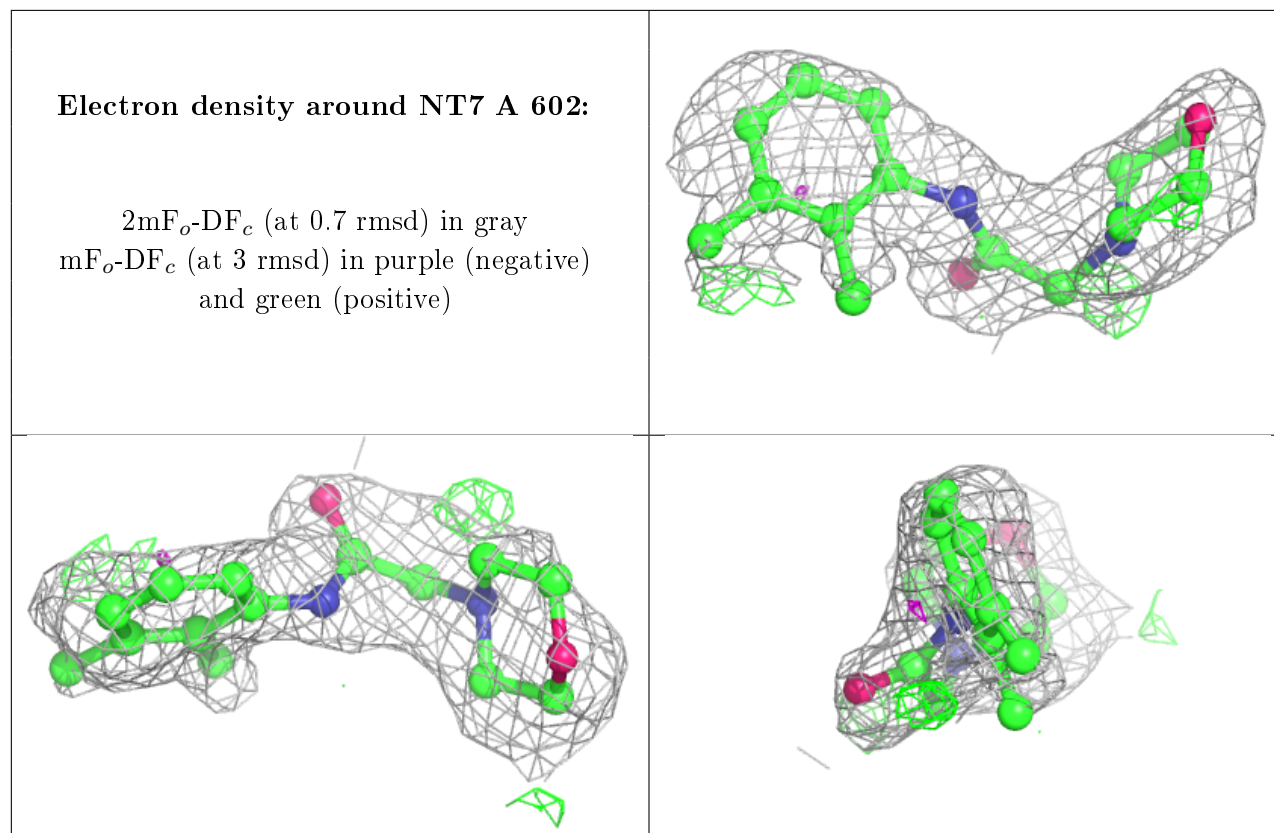 Electron density around NT7 A 602:
2mFₒ-DF𝒸 (at 0.7 rmsd) in gray
mFₒ-DF𝒸 (at 3 rmsd) in purple (negative)
and green (positive)